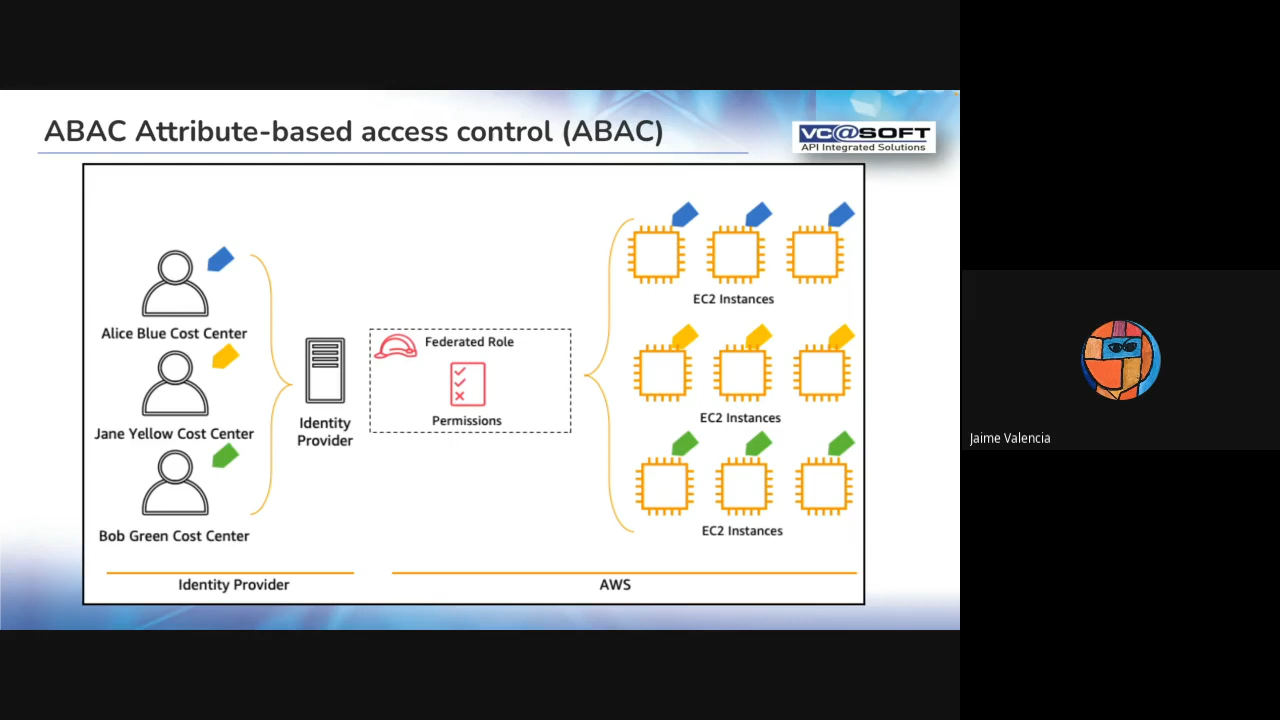 ABAC Attribute-based access control (ABAC)
VC@SOFT
API Integrated Solutions
Alice Blue Cost Center
Jane Yellow Cost Center
Bob Green Cost Center
Identity
Provider
Federated Role
Permissions
EC2 Instances
EC2 Instances
EC2 Instances
Identity Provider
AWS
Jaime Valencia